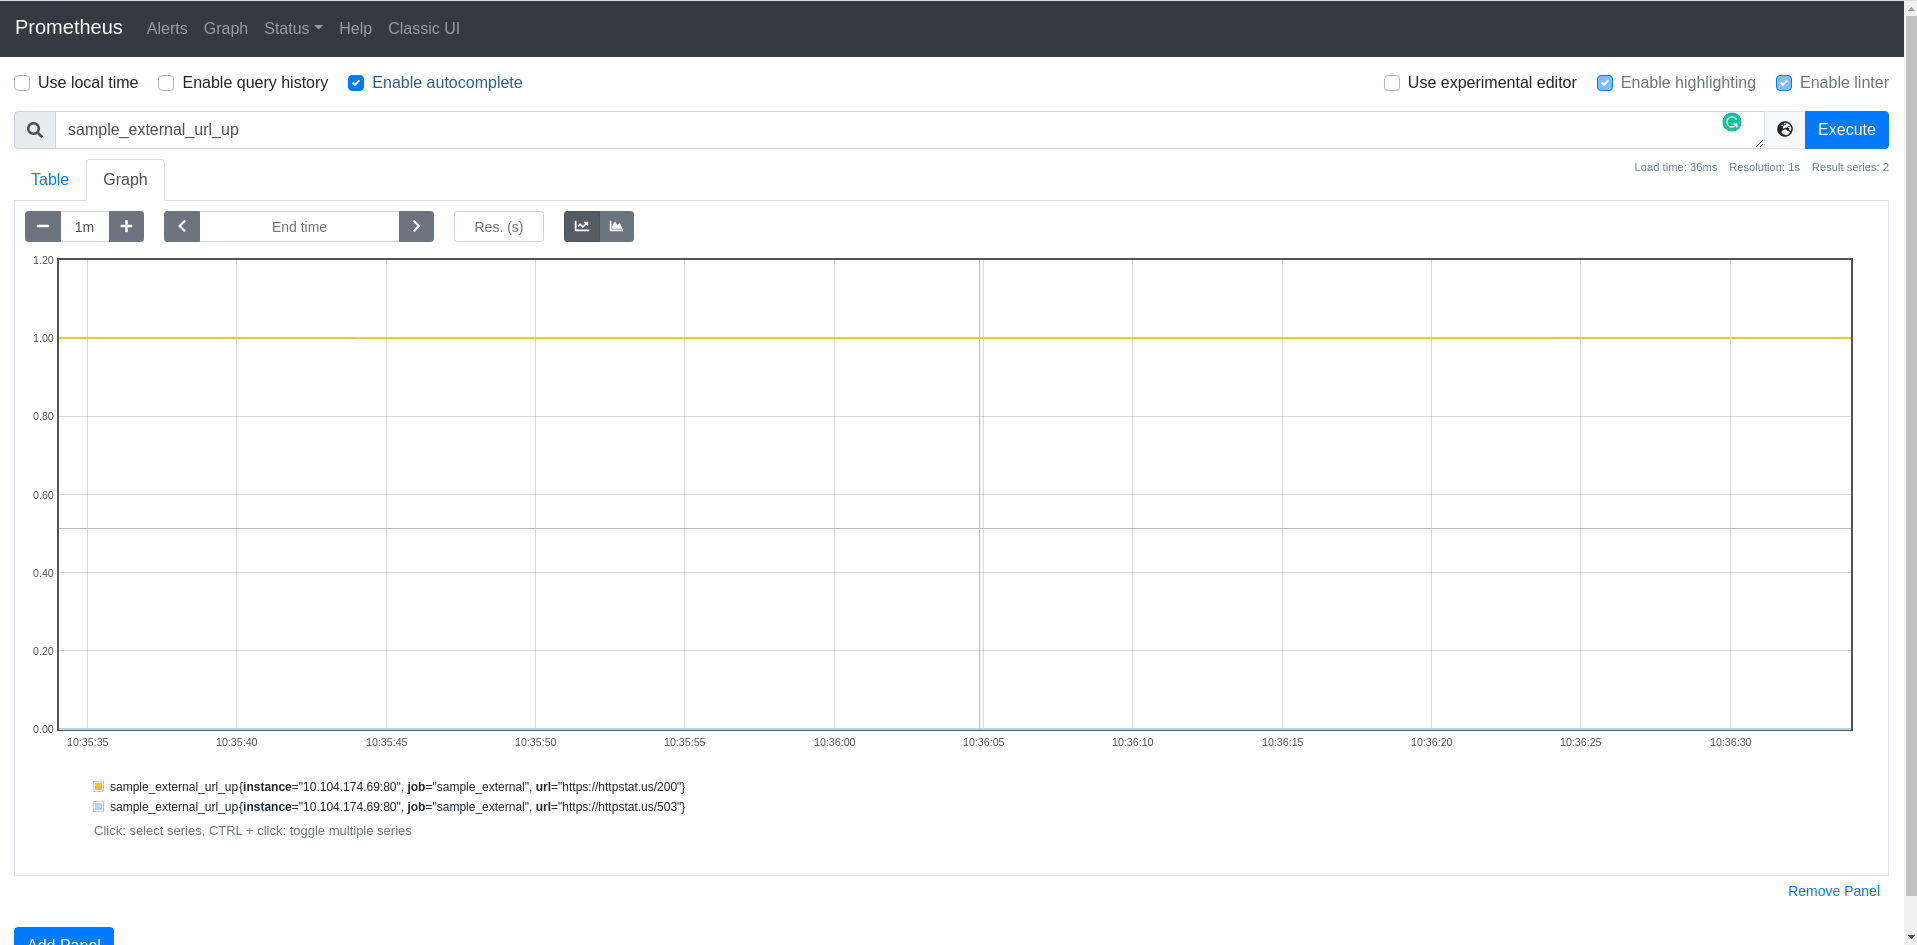 Prometheus Alerts Graph Status Help Classic UI
Use local time Enable query history Enable autocomplete Use experimental editor Enable highlighting Enable linter
sample_external_url_up Execute
Table Graph Load time: 36ms Resolution: 1s Result series: 2
1m End time Res. (s)
1.20
1.00
0.80
0.60
0.40
0.20
0.00
10:35:35 10:35:40 10:35:45 10:35:50 10:35:55 10:36:00 10:36:05 10:36:10 10:36:15 10:36:20 10:36:25 10:36:30
sample_external_url_up{instance="10.104.174.69:80", job="sample_external", url="https://httpstat.us/200"}
sample_external_url_up{instance="10.104.174.69:80", job="sample_external", url="https://httpstat.us/503"}
Click: select series, CTRL + click: toggle multiple series
Remove Panel
Add Panel